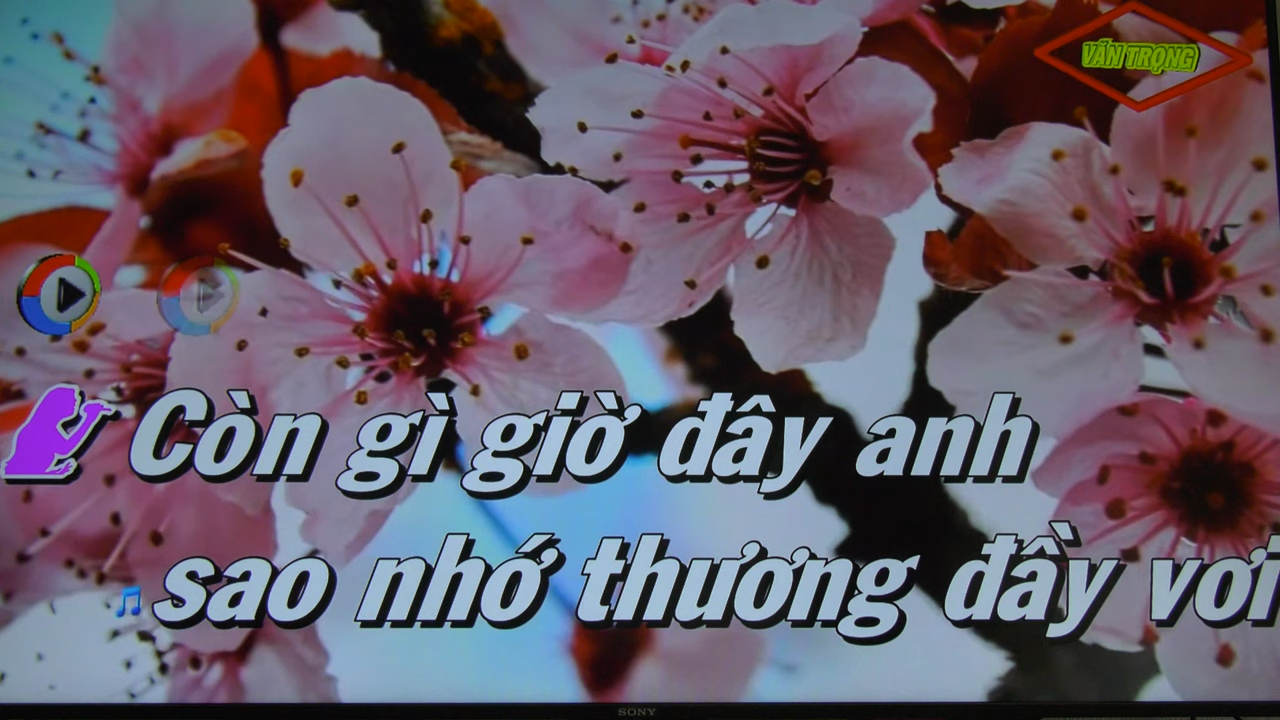 VĂN TRỌNG
Còn gì giờ đây anh
sao nhớ thương đầy vơi
SONY